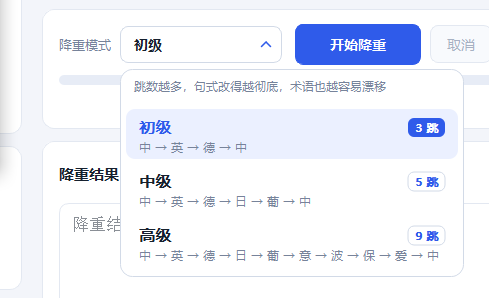 降重模式
初级
开始降重
取消
跳数越多，句式改得越彻底，术语也越容易漂移
初级
3 跳
中 → 英 → 德 → 中
中级
5 跳
中 → 英 → 德 → 日 → 葡 → 中
高级
9 跳
中 → 英 → 德 → 日 → 葡 → 意 → 波 → 保 → 爱 → 中
降重结果
降重结